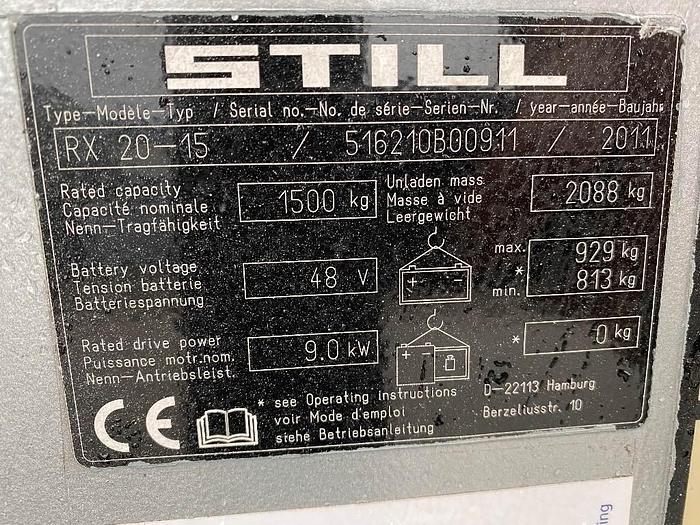 STILL
Type—Modèle—Typ / Serial no.—No. de série—Serien-Nr. / year—année—Baujahr
RX 20-15 / 516210B00911 / 2011
Rated capacity
Capacité nominale
Nenn-Tragfähigkeit
1500 kg
Unladen mass
Masse à vide
Leergewicht
2088 kg
Battery voltage
Tension batterie
Batteriespannung
48 V
+ -
max. 929 kg
*
min. 813 kg
Rated drive power
Puissance motr.nom.
Nenn-Antriebsleist.
9.0 kW
+ -
* 0 kg
CE
* see Operating instructions
voir Mode d'emploi
siehe Betriebsanleitung
D-22113 Hamburg
Berzeliusstr. 10